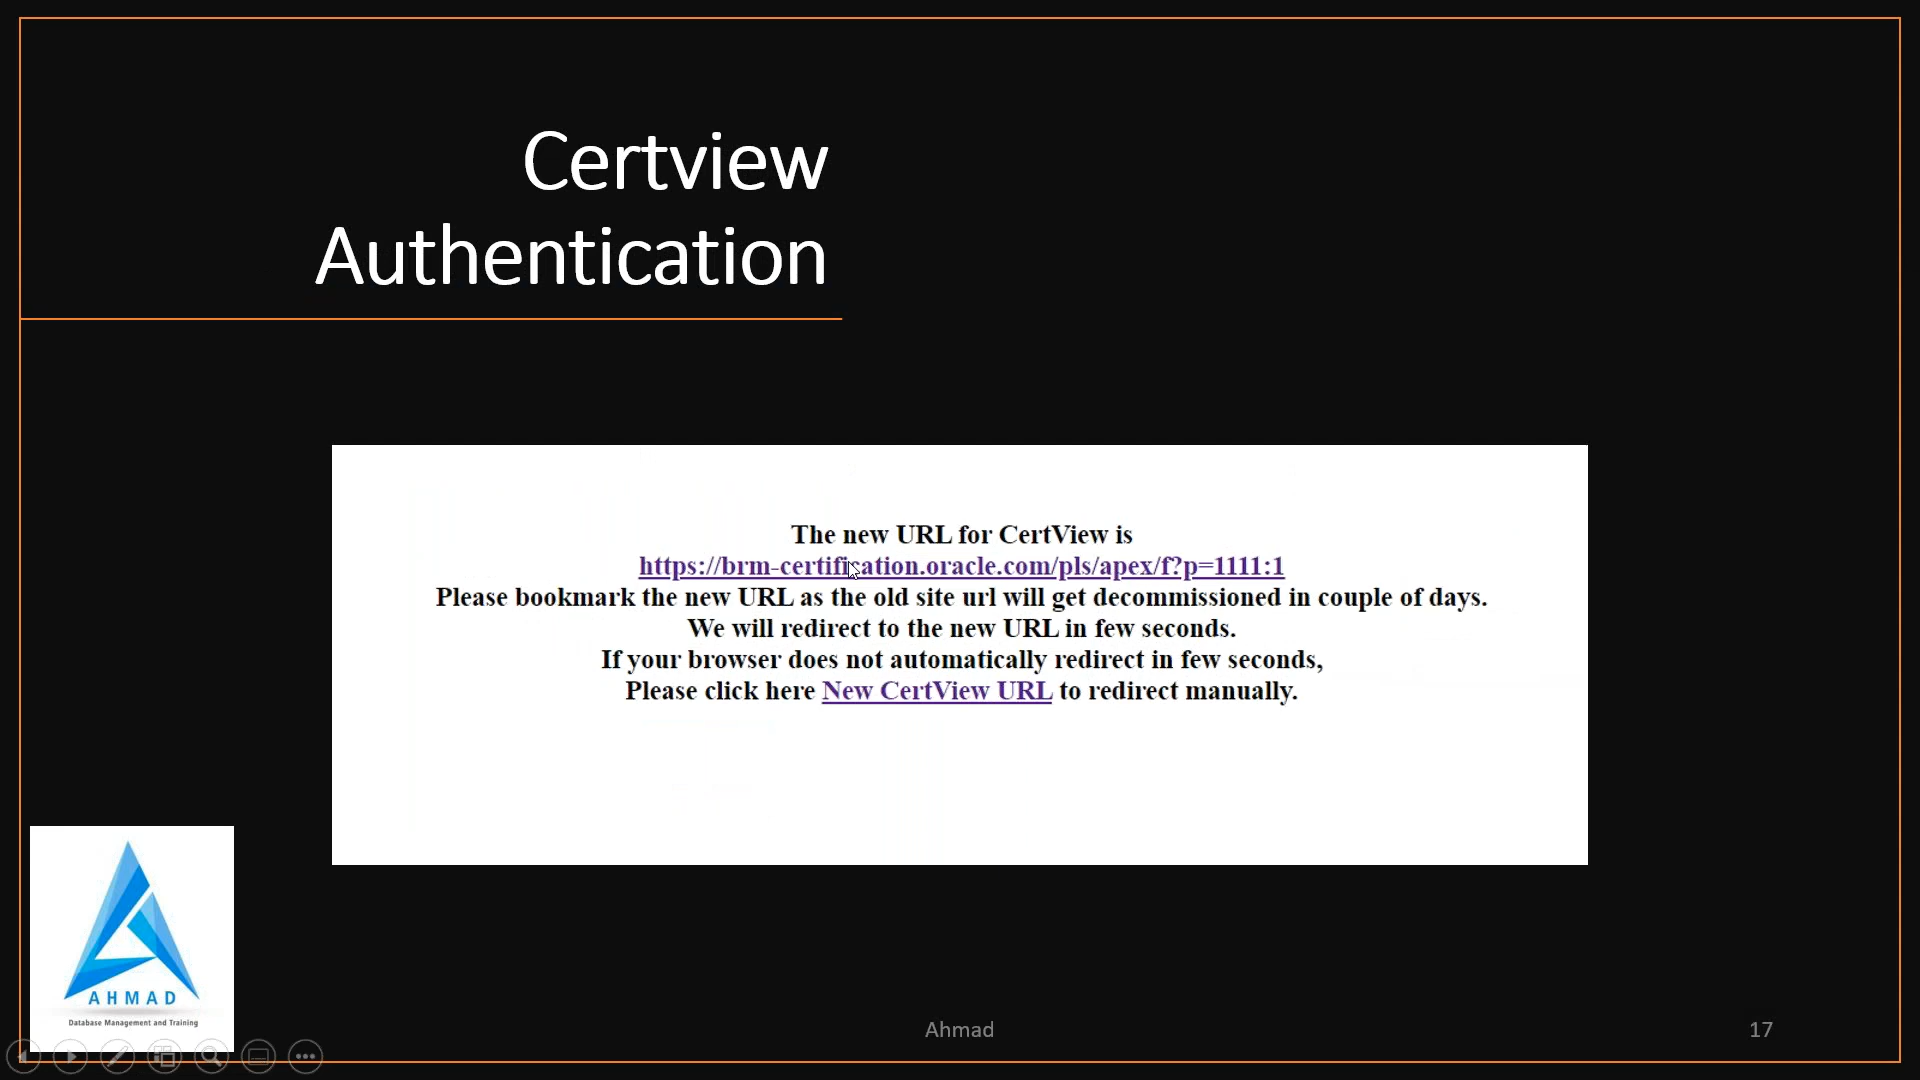 Certview
Authentication
The new URL for CertView is
https://brm-certification.oracle.com/pls/apex/f?p=1111:1
Please bookmark the new URL as the old site url will get decommissioned in couple of days.
We will redirect to the new URL in few seconds.
If your browser does not automatically redirect in few seconds,
Please click here New CertView URL to redirect manually.
AHMAD
Database Management and Training
Ahmad
17